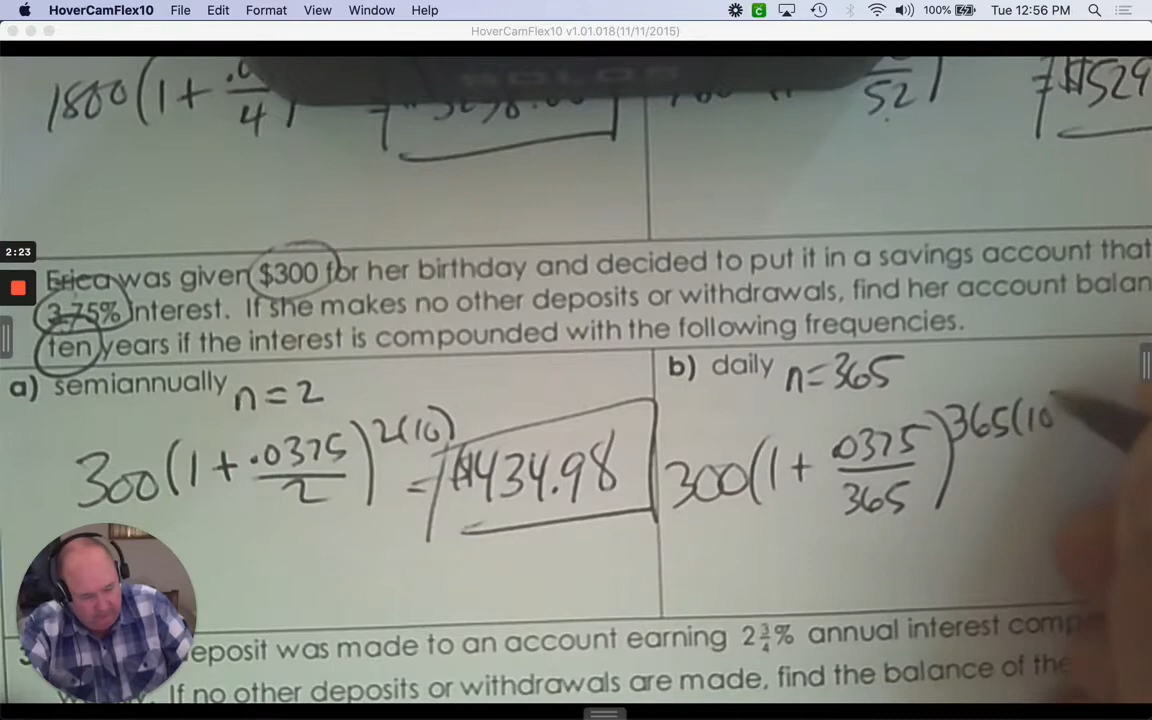 HoverCamFlex10 File Edit Format View Window Help 100% Tue 12:56 PM
HoverCamFlex10 v1.01.018(11/11/2015)
1800(1 + 4
52
2:23
Erica was given $300 for her birthday and decided to put it in a savings account that
3.75% interest. If she makes no other deposits or withdrawals, find her account balan
ten years if the interest is compounded with the following frequencies.
a) semiannually n = 2
300(1 + .0375/2)^2(10) = $434.98
b) daily n = 365
300(1 + .0375/365)^365(10
eposit was made to an account earning 2 3/4% annual interest comp
If no other deposits or withdrawals are made, find the balance of the